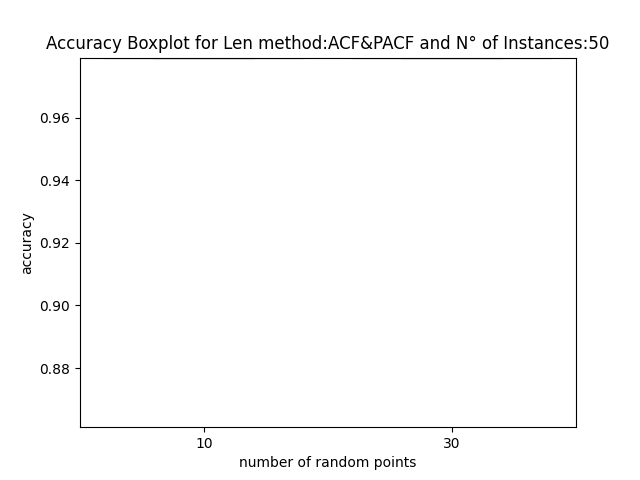 Accuracy Boxplot for Len method:ACF&PACF and N° of Instances:50
0.96
0.94
0.92
0.90
0.88
accuracy
10 30
number of random points